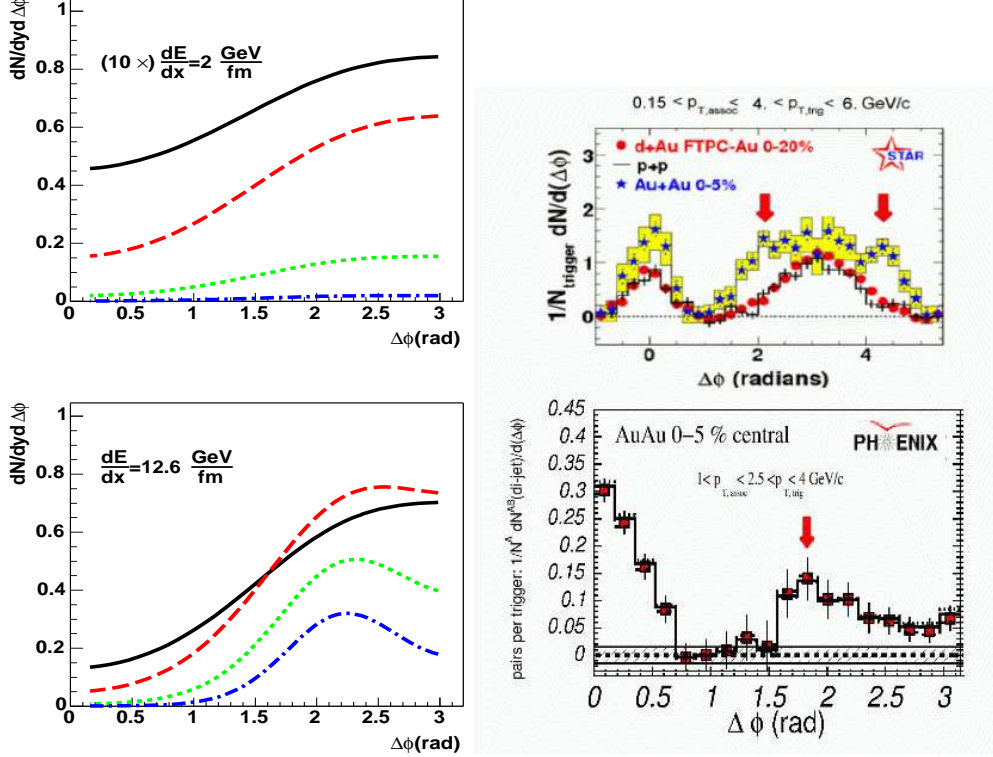 dN/dyd Δϕ
1
0.8
0.6
0.4
0.2
0
(10 ×) dE/dx =2 GeV/fm
0 0.5 1 1.5 2 2.5 3
Δϕ(rad)
dN/dyd Δϕ
1
0.8
0.6
0.4
0.2
0
dE/dx =12.6 GeV/fm
0 0.5 1 1.5 2 2.5 3
Δϕ(rad)
0.15 < p T,assoc < 4. < p T,trig < 6. GeV/c
1/N trigger dN/d(Δϕ)
3
2
1
0
d+Au FTPC-Au 0-20%
p+p
Au+Au 0-5%
STAR
0 2 4
Δϕ (radians)
pairs per trigger: 1/N^A dN^AB(di-jet)/d(Δϕ)
0.45
0.4
0.35
0.3
0.25
0.2
0.15
0.1
0.05
0
AuAu 0−5 % central
PHENIX
1< p T,assoc < 2.5 < p T,trig < 4 GeV/c
0 0.5 1 1.5 2 2.5 3
Δ ϕ (rad)